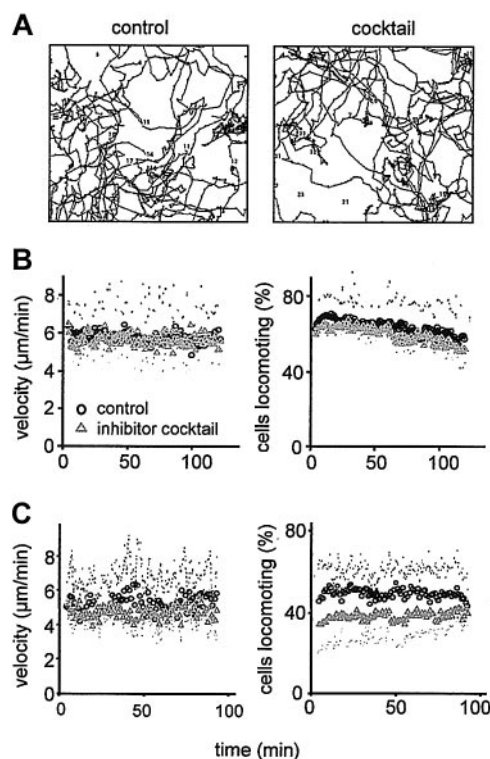 A
control
cocktail
B
velocity (µm/min)
8
6
4
2
0
control
inhibitor cocktail
0
50
100
cells locomoting (%)
80
40
0
0
50
100
C
velocity (µm/min)
8
6
4
2
0
0
50
100
cells locomoting (%)
80
40
0
0
50
100
time (min)